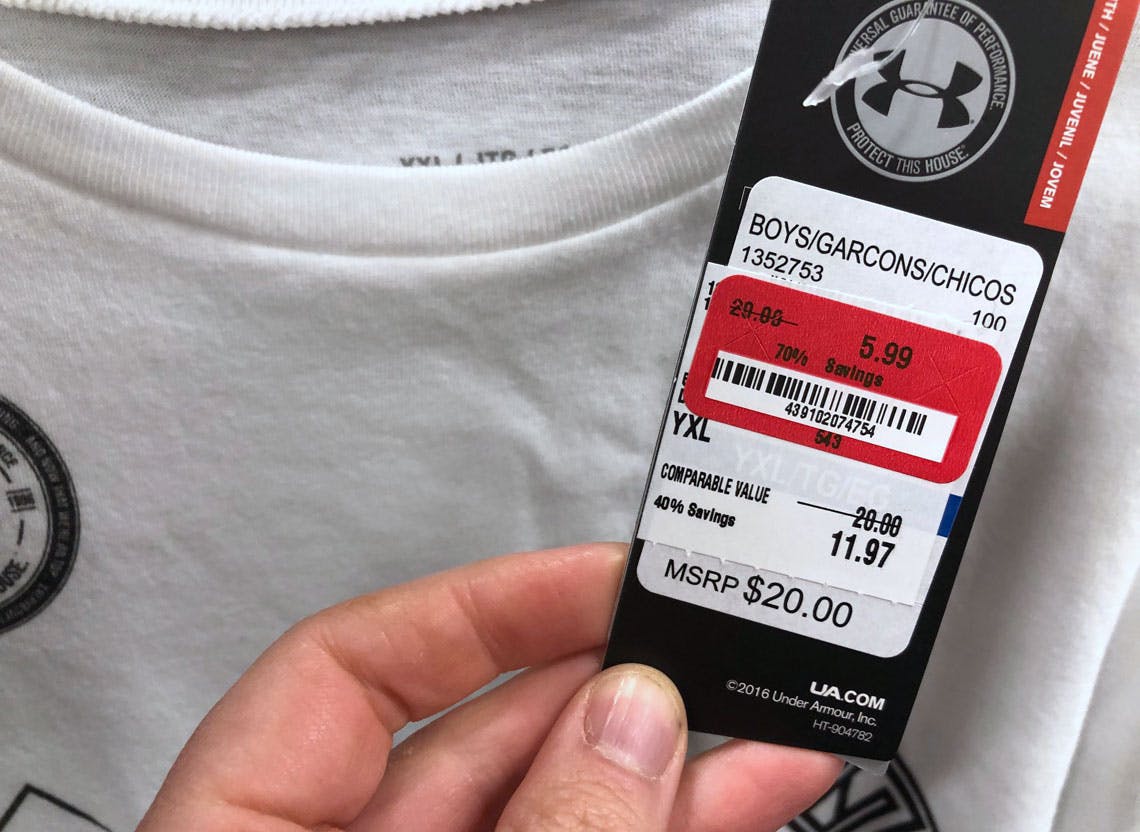 UNIVERSAL GUARANTEE OF PERFORMANCE.
PROTECT THIS HOUSE.®
JUENE / JUVENIL / JOVEM
BOYS/GARCONS/CHICOS
1352753
100
20.00
5.99
70% Savings
439102074754
543
YXL
YXL/TG/EG
COMPARABLE VALUE
20.00
40% Savings
11.97
MSRP $20.00
UA.COM
©2016 Under Armour, Inc.
HT-904782